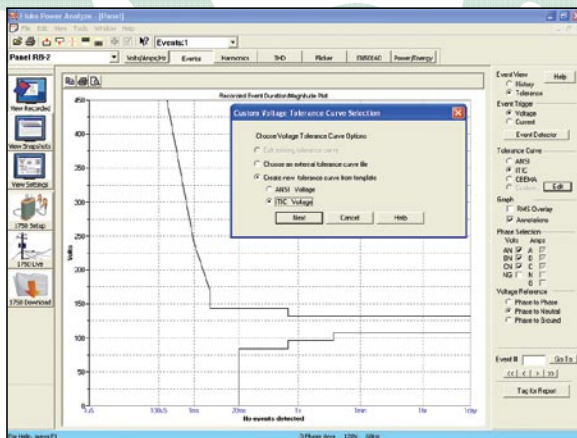 Fluke Power Analyze - [Panel]
File Edit View Tools Window Help
Events:1
Panel RB-2
Volts/Amps/Hz Events Harmonics THD Flicker EN50160 Power/Energy
View Recorded
View Snapshots
View Settings
1750 Setup
1750 Live
1750 Download
Recorded Event Duration/Magnitude Plot
Volts
450
400
350
300
250
200
150
100
50
0
1uS 100uS 1ms 20ms 1s 1min 1hr 1day
No events detected
Custom Voltage Tolerance Curve Selection
Choose Voltage Tolerance Curve Options
Edit existing tolerance curve
Choose an external tolerance curve file
Create new tolerance curve from template
ANSI Voltage
ITIC Voltage
Next Cancel Help
Event View Help
History
Tolerance
Event Trigger
Voltage
Current
Event Detector
Tolerance Curve
ANSI
ITIC
CBEMA
Custom Edit
Graph
RMS Overlay
Annotations
Phase Selection
Volts Amps
AN A
BN B
CN C
NG N
G
Voltage Reference
Phase to Phase
Phase to Neutral
Phase to Ground
Event # Go To
<< < > >>
Tag for Report
For Help, press F1
3 Phase Wye 120v 60Hz